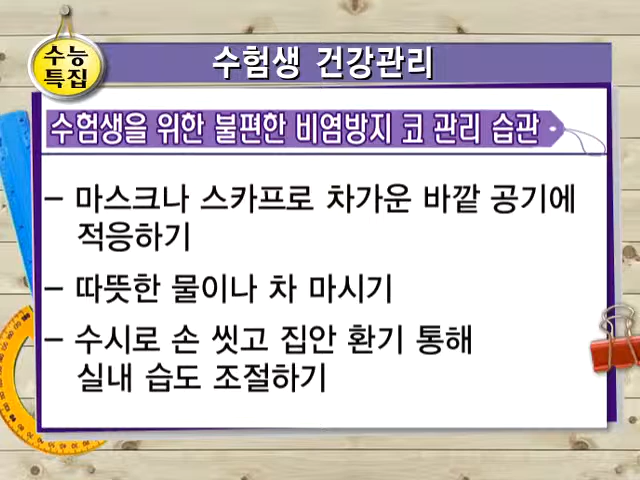 수능
특집
수험생 건강관리
수험생을 위한 불편한 비염방지 코 관리 습관
- 마스크나 스카프로 차가운 바깥 공기에
적응하기
- 따뜻한 물이나 차 마시기
- 수시로 손 씻고 집안 환기 통해
실내 습도 조절하기